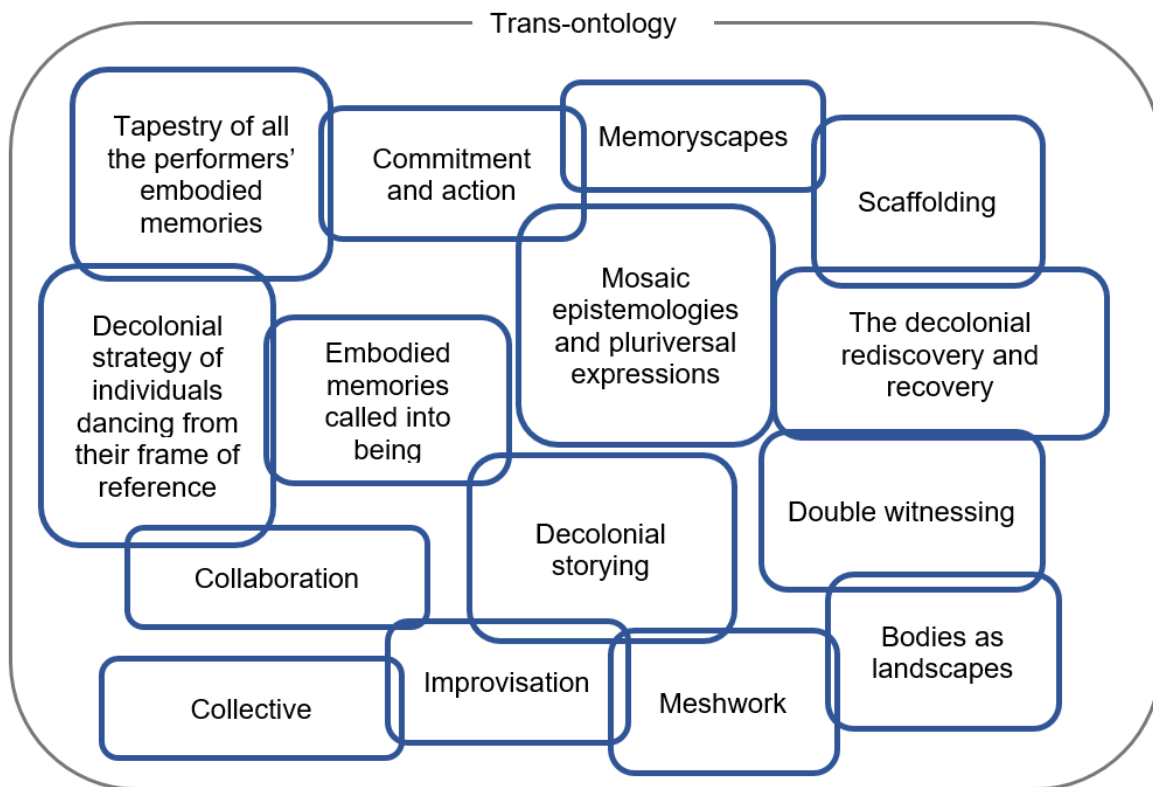 Trans-ontology
Tapestry of all
the performers’
embodied
memories
Commitment
and action
Memoryscapes
Scaffolding
Decolonial
strategy of
individuals
dancing from
their frame of
reference
Embodied
memories
called into
being
Mosaic
epistemologies
and pluriversal
expressions
The decolonial
rediscovery and
recovery
Double witnessing
Decolonial
storying
Collaboration
Bodies as
landscapes
Improvisation
Meshwork
Collective